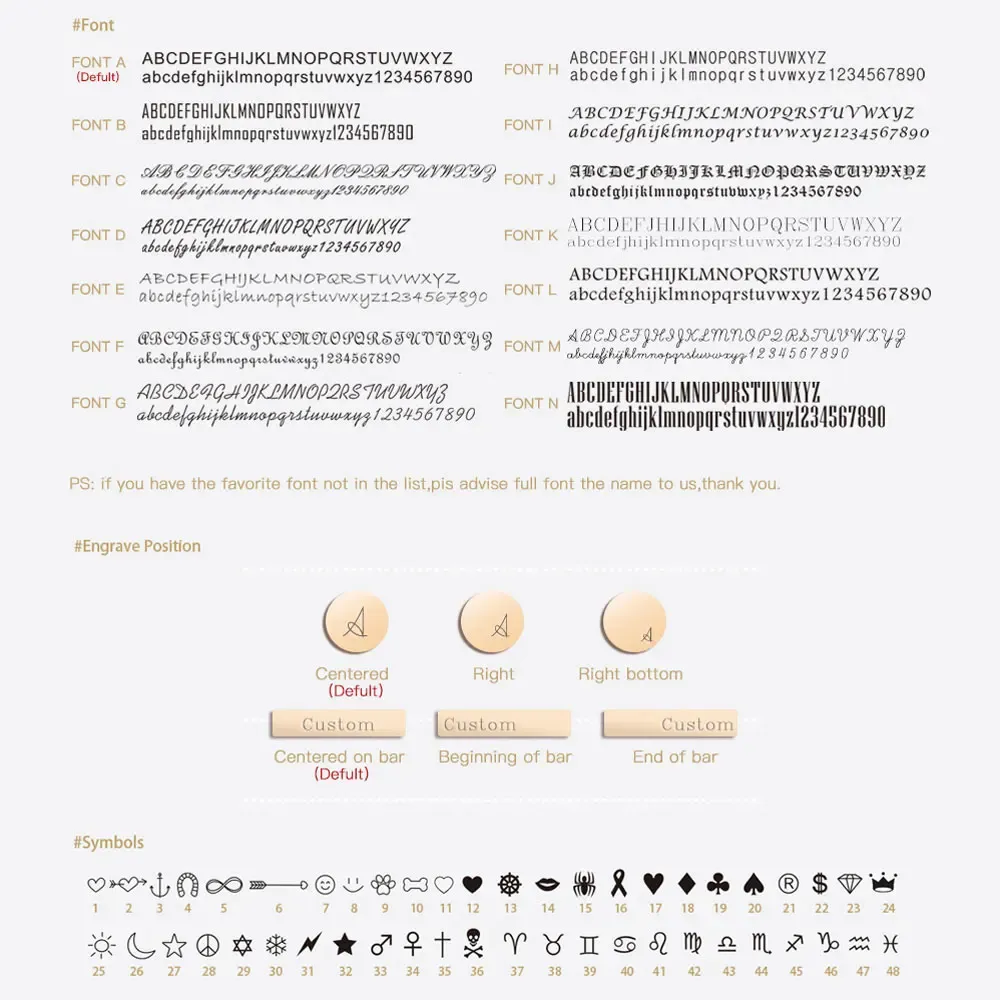 #Font
FONT A
(Defult)
ABCDEFGHIJKLMNOPQRSTUVWXYZ
abcdefghijklmnopqrstuvwxyz1234567890
FONT B
ABCDEFGHIJKLMNOPQRSTUVWXYZ
abcdefghijklmnopqrstuvwxyz1234567890
FONT C
ABCDEFGHIJKLMNOPQRSTUVWXYZ
abcdefghijklmnopqrstuvwxyz1234567890
FONT D
ABCDEFGHIJKLMNOPQRSTUVWXYZ
abcdefghijklmnopqrstuvwxyz1234567890
FONT E
ABCDEFGHIJKLMNOPQRSTUVWXYZ
abcdefghijklmnopqrstuvwxyz1234567890
FONT F
ABCDEFGHIJKLMNOPQRSTUVWXYZ
abcdefghijklmnopqrstuvwxyz1234567890
FONT G
ABCDEFGHIJKLMNOPQRSTUVWXYZ
abcdefghijklmnopqrstuvwxyz1234567890
FONT H
ABCDEFGHIJKLMNOPQRSTUVWXYZ
abcdefghijklmnopqrstuvwxyz1234567890
FONT I
ABCDEFGHIJKLMNOPQRSTUVWXYZ
abcdefghijklmnopqrstuvwxyz1234567890
FONT J
ABCDEFGHIJKLMNOPQRSTUVWXYZ
abcdefghijklmnopqrstuvwxyz1234567890
FONT K
ABCDEFJHIJKLMNOPQRSTUVWXYZ
abcdefjhijklmnopqrstuvwxyz1234567890
FONT L
ABCDEFGHIJKLMNOPQRSTUVWXYZ
abcdefghijklmnopqrstuvwxyz1234567890
FONT M
ABCDEFJHIJKLMNOPQRSTUVWXYZ
abcdefjhijklmnopqrstuvwxyz1234567890
FONT N
ABCDEFGHIJKLMNOPQRSTUVWXYZ
abcdefghijklmnopqrstuvwxyz1234567890
PS: if you have the favorite font not in the list,pis advise full font the name to us,thank you.
#Engrave Position
A A A
Centered Right Right bottom
(Defult)
Custom Custom Custom
Centered on bar Beginning of bar End of bar
(Defult)
#Symbols
® $
1 2 3 4 5 6 7 8 9 10 11 12 13 14 15 16 17 18 19 20 21 22 23 24
25 26 27 28 29 30 31 32 33 34 35 36 37 38 39 40 41 42 43 44 45 46 47 48